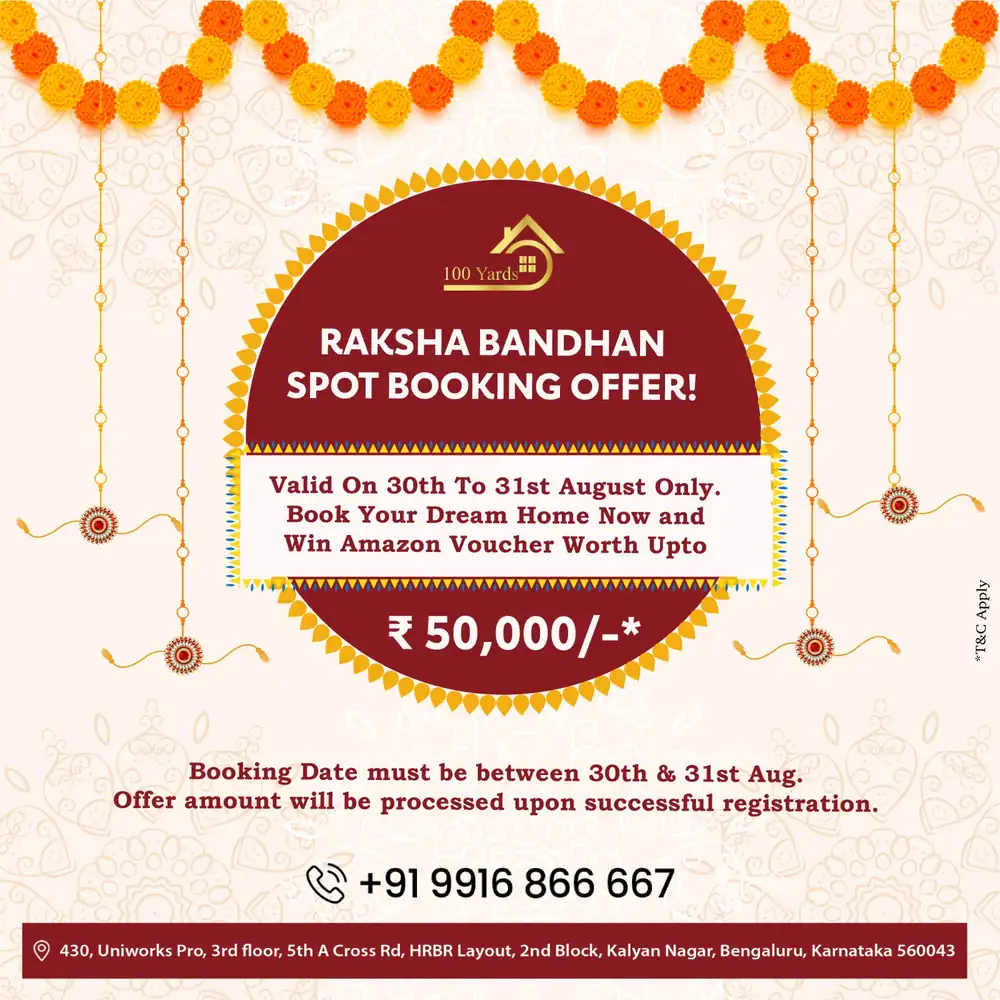 100 Yards
RAKSHA BANDHAN
SPOT BOOKING OFFER!
Valid On 30th To 31st August Only.
Book Your Dream Home Now and
Win Amazon Voucher Worth Upto
₹ 50,000/-*
*T&C Apply
Booking Date must be between 30th & 31st Aug.
Offer amount will be processed upon successful registration.
+91 9916 866 667
430, Uniworks Pro, 3rd floor, 5th A Cross Rd, HRBR Layout, 2nd Block, Kalyan Nagar, Bengaluru, Karnataka 560043